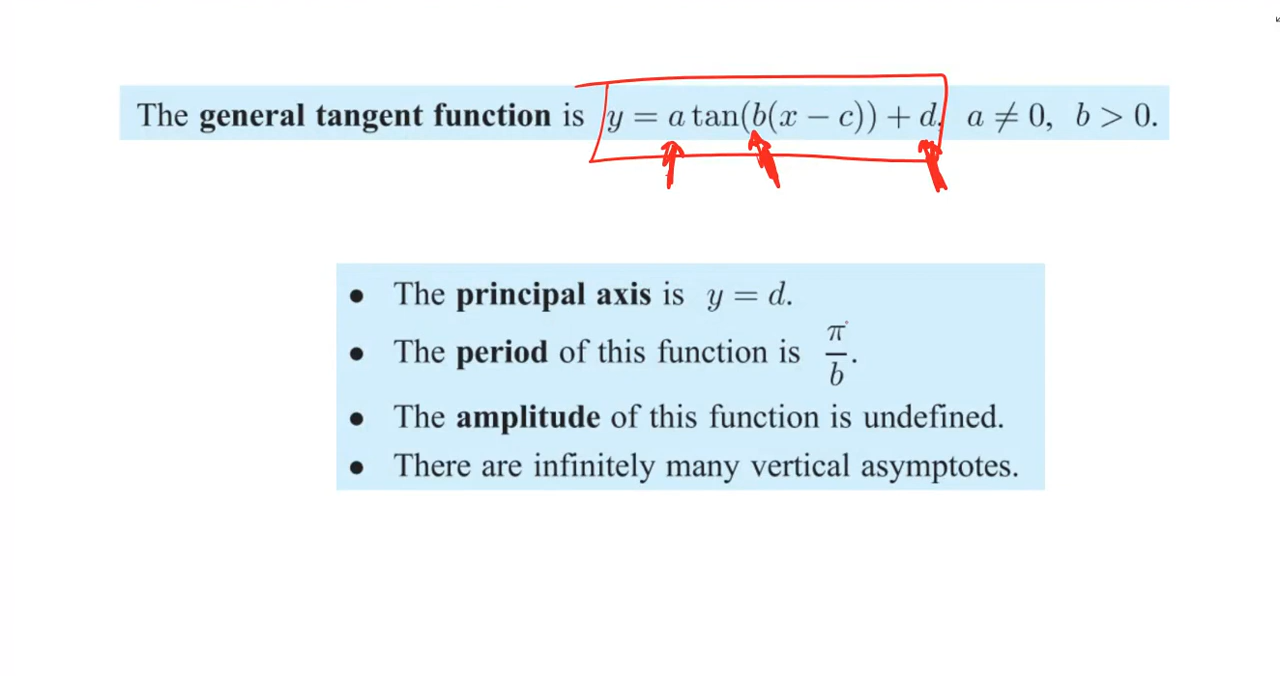 The general tangent function is y = a tan(b(x − c)) + d, a ≠ 0, b > 0.
• The principal axis is y = d.
• The period of this function is π/b.
• The amplitude of this function is undefined.
• There are infinitely many vertical asymptotes.